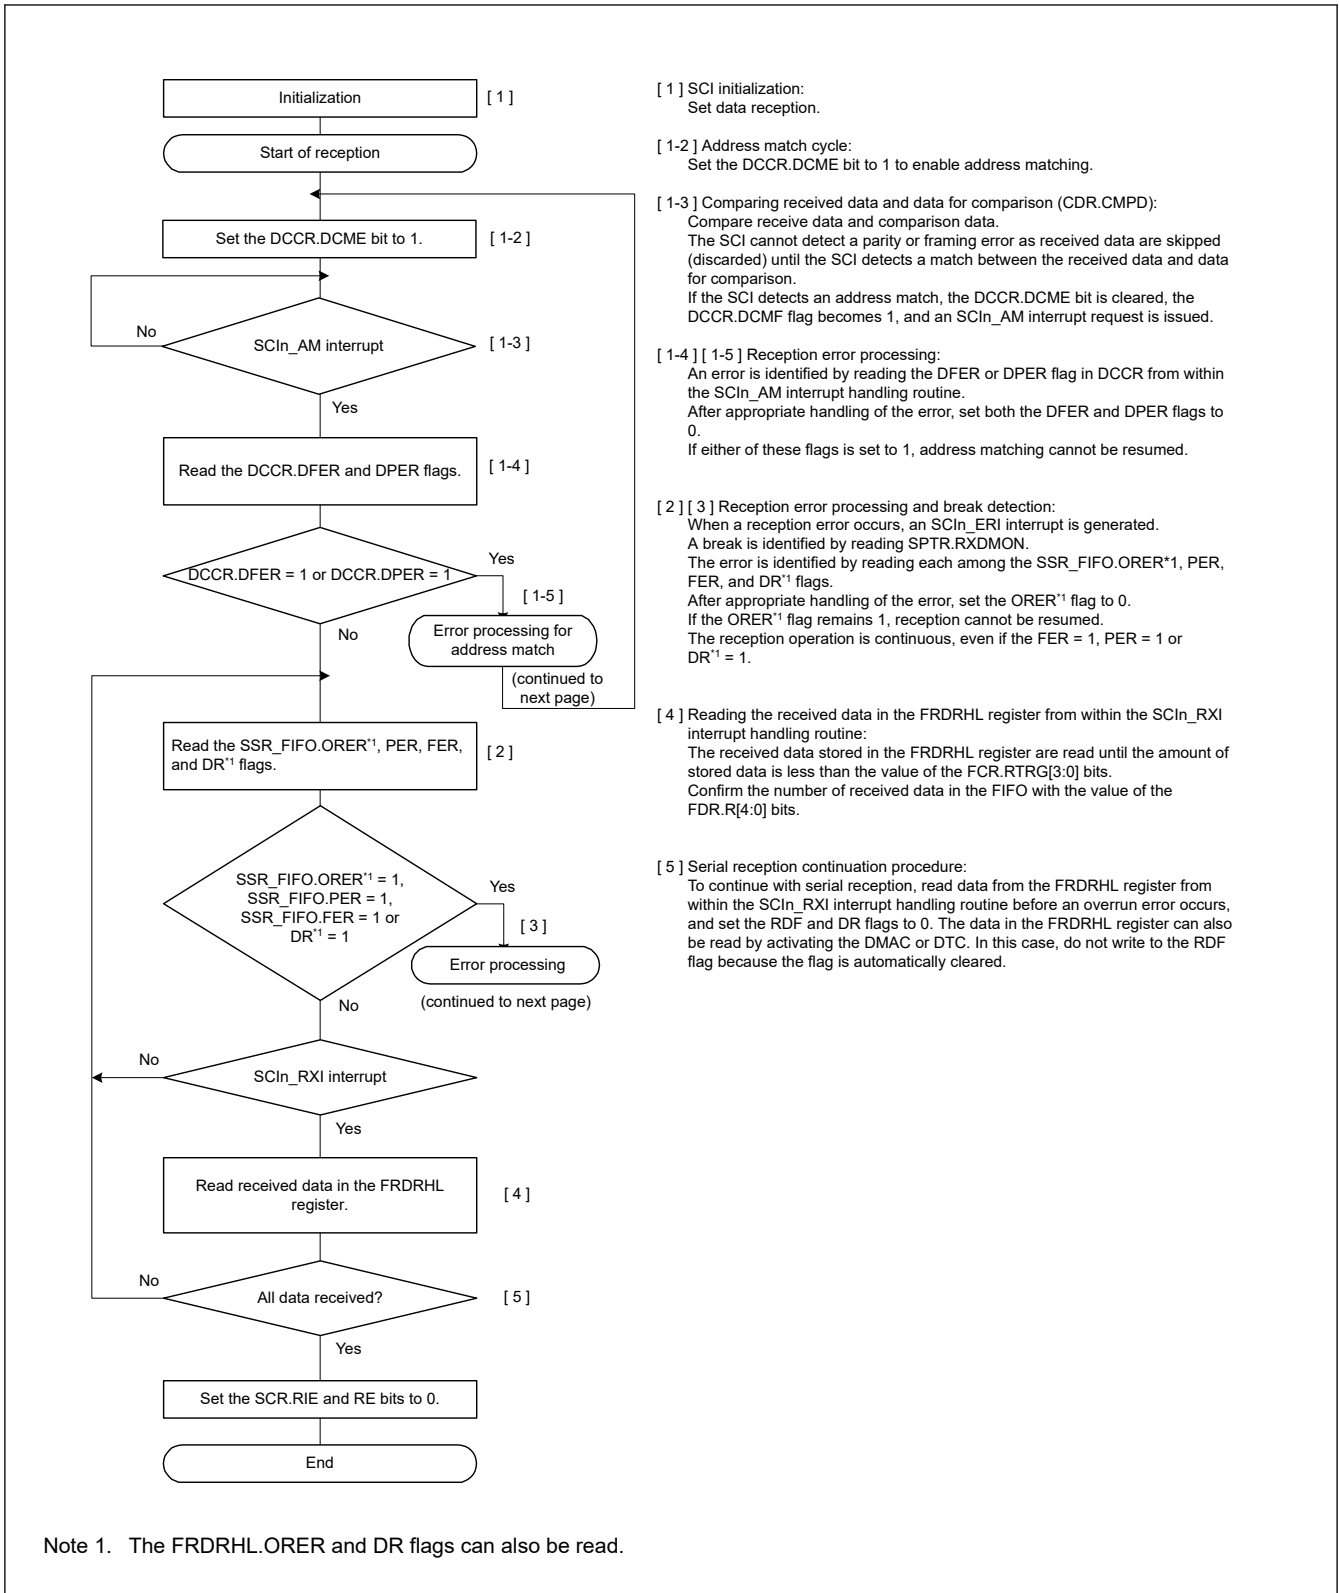 Initialization
[ 1 ]
Start of reception
Set the DCCR.DCME bit to 1.
[ 1-2 ]
No
SCIn_AM interrupt
[ 1-3 ]
Yes
Read the DCCR.DFER and DPER flags.
[ 1-4 ]
DCCR.DFER = 1 or DCCR.DPER = 1
Yes
[ 1-5 ]
No
Error processing for
address match
(continued to
next page)
Read the SSR_FIFO.ORER*1, PER, FER,
and DR*1 flags.
[ 2 ]
SSR_FIFO.ORER*1 = 1,
SSR_FIFO.PER = 1,
SSR_FIFO.FER = 1 or
DR*1 = 1
Yes
[ 3 ]
Error processing
(continued to next page)
No
No
SCIn_RXI interrupt
Yes
Read received data in the FRDRHL
register.
[ 4 ]
No
All data received?
[ 5 ]
Yes
Set the SCR.RIE and RE bits to 0.
End
[ 1 ] SCI initialization:
Set data reception.
[ 1-2 ] Address match cycle:
Set the DCCR.DCME bit to 1 to enable address matching.
[ 1-3 ] Comparing received data and data for comparison (CDR.CMPD):
Compare receive data and comparison data.
The SCI cannot detect a parity or framing error as received data are skipped
(discarded) until the SCI detects a match between the received data and data
for comparison.
If the SCI detects an address match, the DCCR.DCME bit is cleared, the
DCCR.DCMF flag becomes 1, and an SCIn_AM interrupt request is issued.
[ 1-4 ] [ 1-5 ] Reception error processing:
An error is identified by reading the DFER or DPER flag in DCCR from within
the SCIn_AM interrupt handling routine.
After appropriate handling of the error, set both the DFER and DPER flags to
0.
If either of these flags is set to 1, address matching cannot be resumed.
[ 2 ] [ 3 ] Reception error processing and break detection:
When a reception error occurs, an SCIn_ERI interrupt is generated.
A break is identified by reading SPTR.RXDMON.
The error is identified by reading each among the SSR_FIFO.ORER*1, PER,
FER, and DR*1 flags.
After appropriate handling of the error, set the ORER*1 flag to 0.
If the ORER*1 flag remains 1, reception cannot be resumed.
The reception operation is continuous, even if the FER = 1, PER = 1 or
DR*1 = 1.
[ 4 ] Reading the received data in the FRDRHL register from within the SCIn_RXI
interrupt handling routine:
The received data stored in the FRDRHL register are read until the amount of
stored data is less than the value of the FCR.RTRG[3:0] bits.
Confirm the number of received data in the FIFO with the value of the
FDR.R[4:0] bits.
[ 5 ] Serial reception continuation procedure:
To continue with serial reception, read data from the FRDRHL register from
within the SCIn_RXI interrupt handling routine before an overrun error occurs,
and set the RDF and DR flags to 0. The data in the FRDRHL register can also
be read by activating the DMAC or DTC. In this case, do not write to the RDF
flag because the flag is automatically cleared.
Note 1. The FRDRHL.ORER and DR flags can also be read.